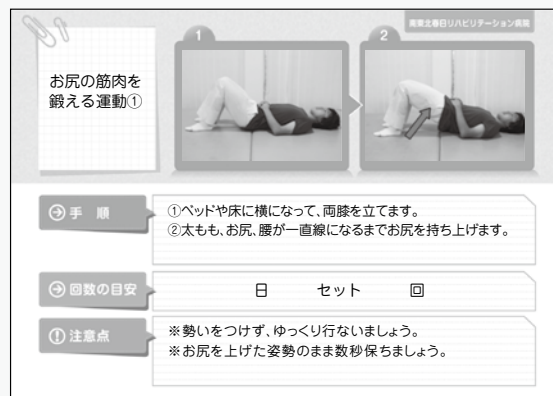 南東北春日リハビリテーション病院
1
2
お尻の筋肉を
鍛える運動①
手 順
①ベッドや床に横になって、両膝を立てます。
②太もも、お尻、腰が一直線になるまでお尻を持ち上げます。
回数の目安
日 セット 回
注意点
※勢いをつけず、ゆっくり行ないましょう。
※お尻を上げた姿勢のまま数秒保ちましょう。